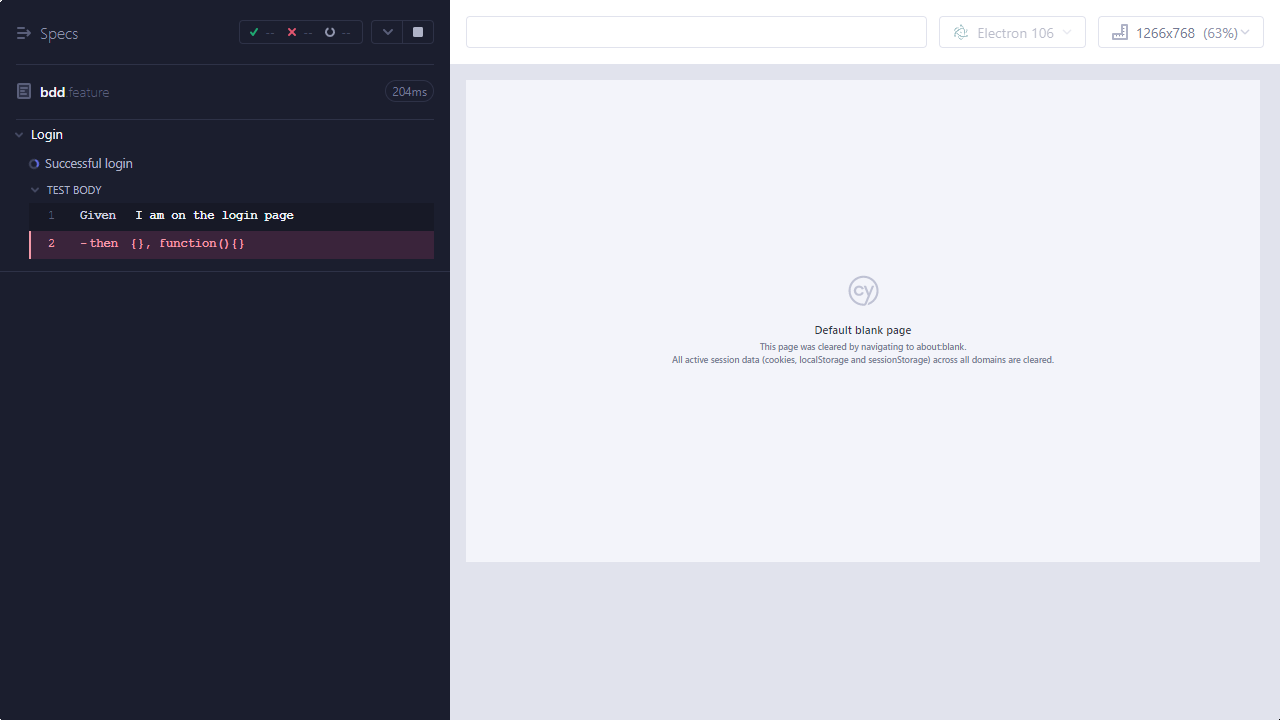 Specs
-- -- --
Electron 106
1266x768 (63%)
bdd.feature
204ms
Login
Successful login
TEST BODY
1 Given I am on the login page
2 -then {}, function(){}
cy
Default blank page
This page was cleared by navigating to about:blank.
All active session data (cookies, localStorage and sessionStorage) across all domains are cleared.